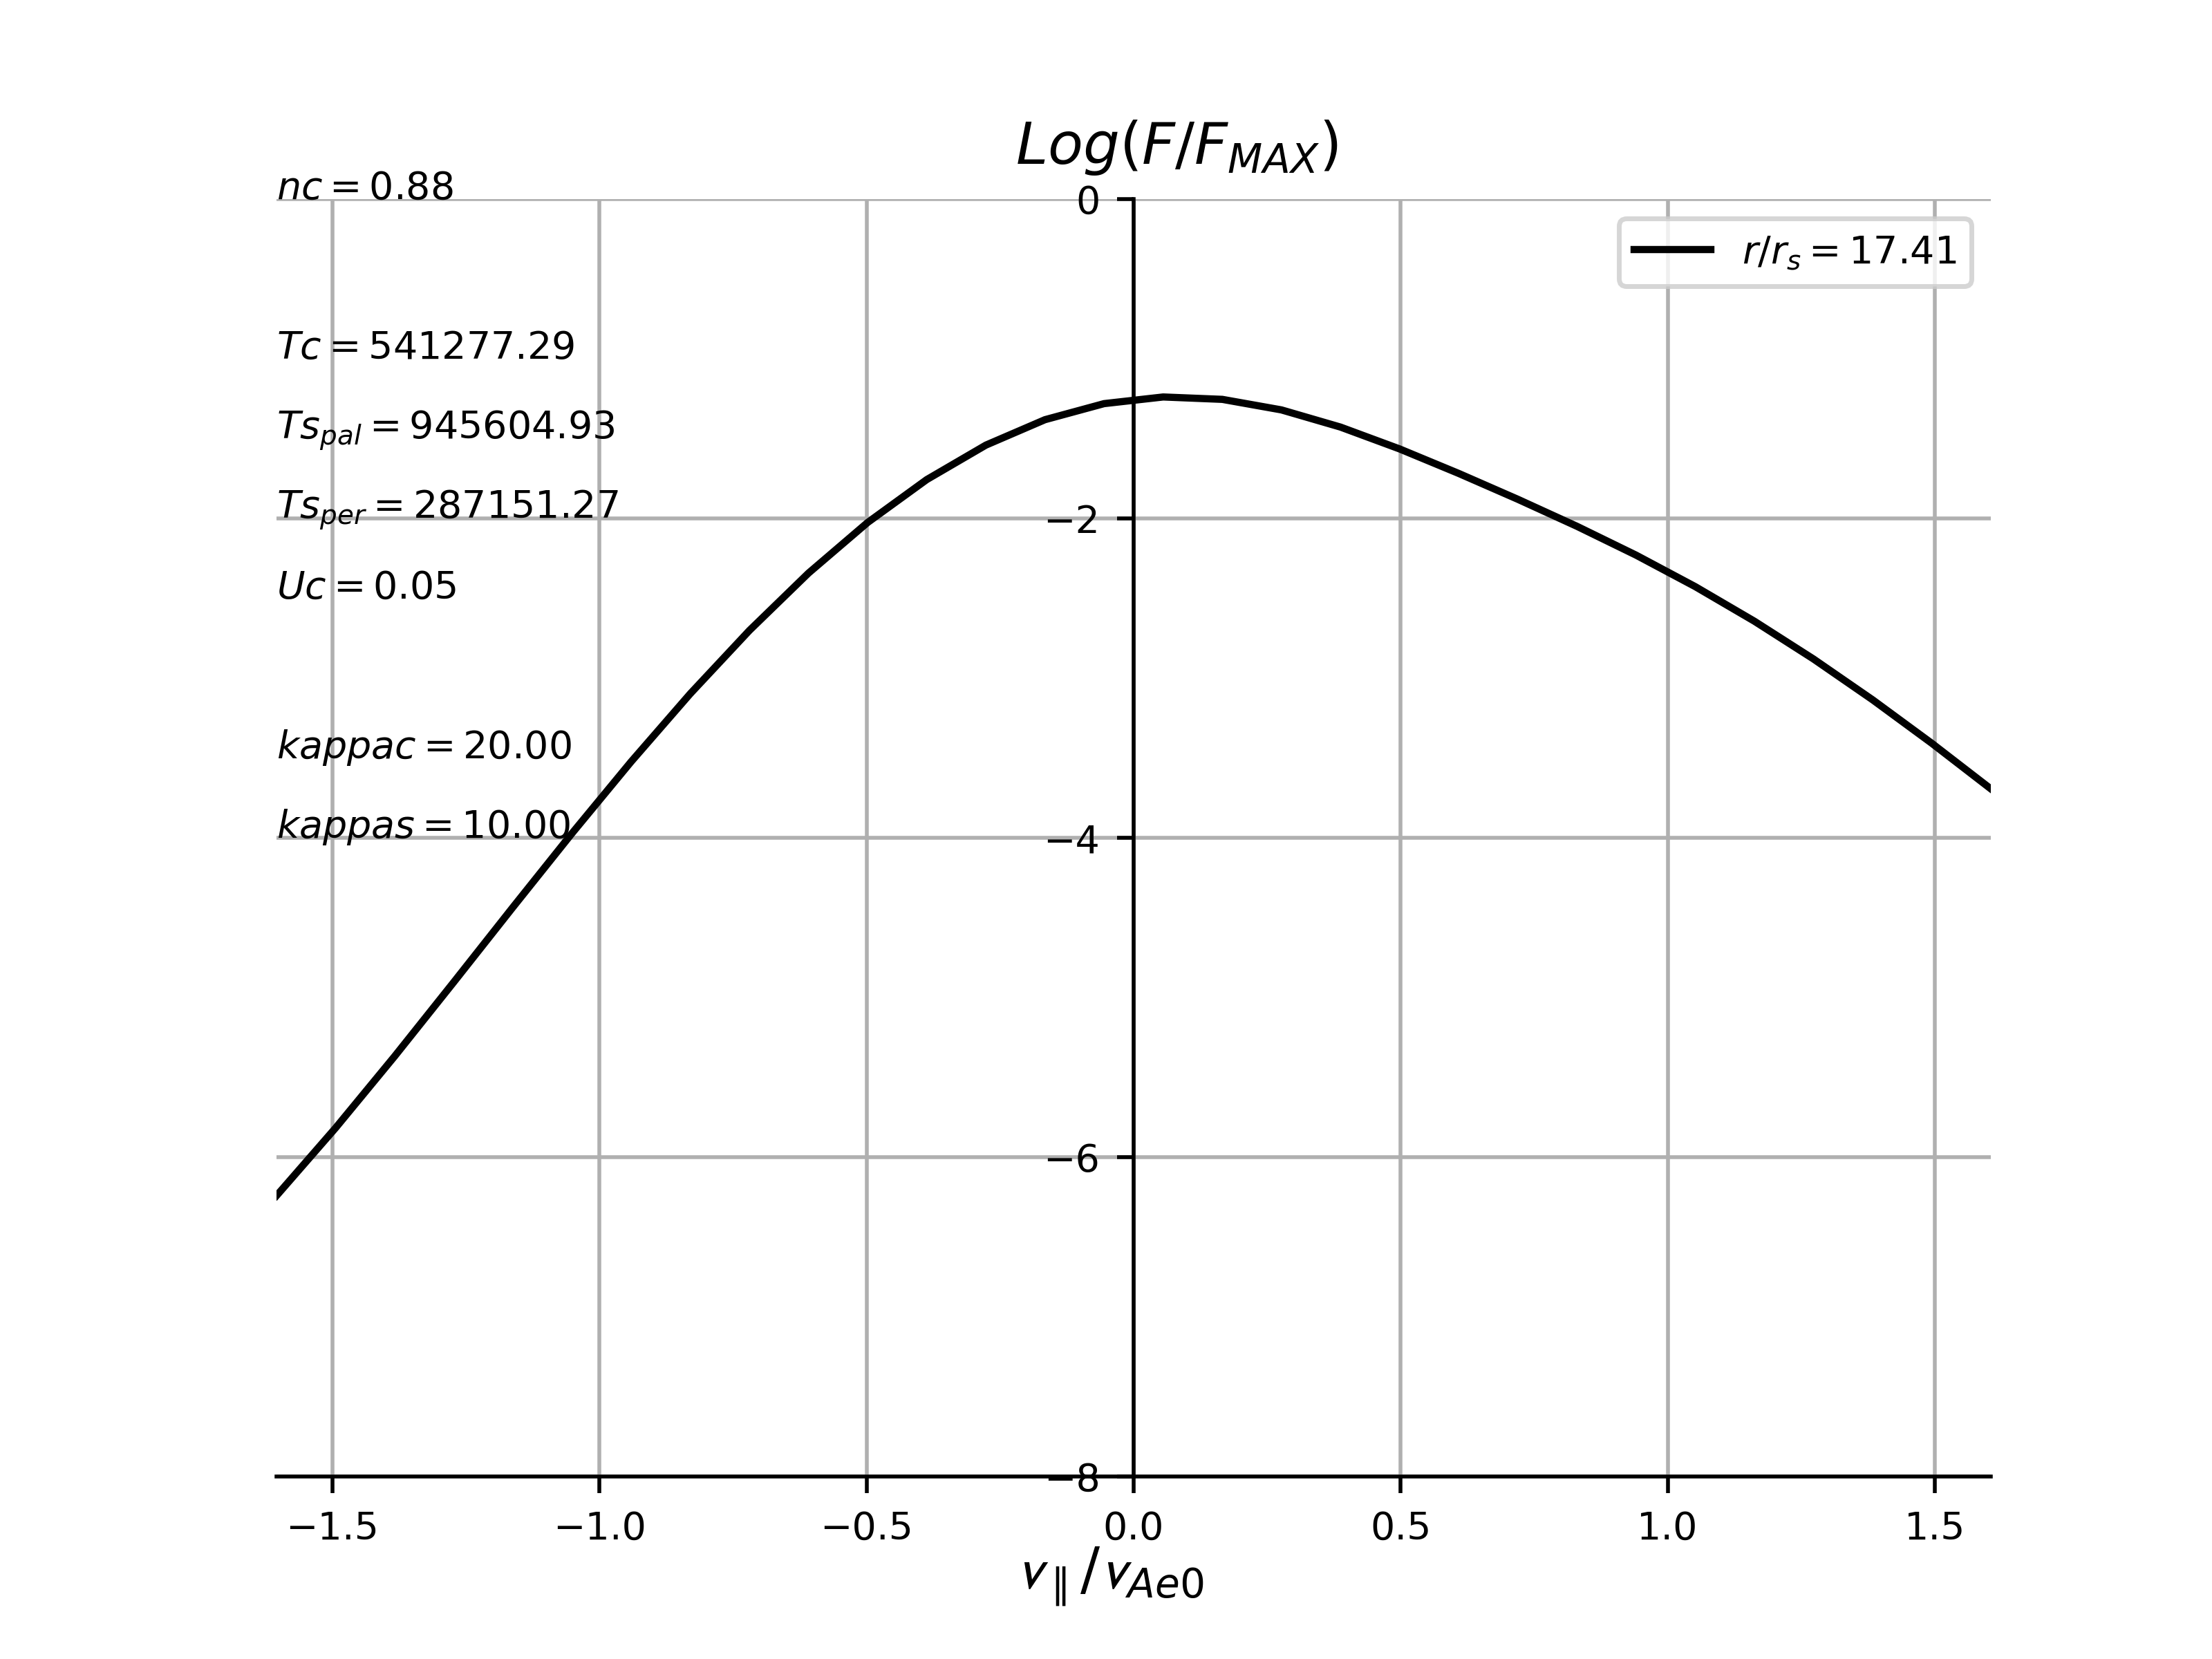 Log(F/F_MAX)
nc = 0.88
0
r/r_s = 17.41
Tc = 541277.29
Ts_pal = 945604.93
Ts_per = 287151.27
−2
Uc = 0.05
kappac = 20.00
kappas = 10.00
−4
−6
−8
−1.5 −1.0 −0.5 0.0 0.5 1.0 1.5
v_∥/v_Ae0